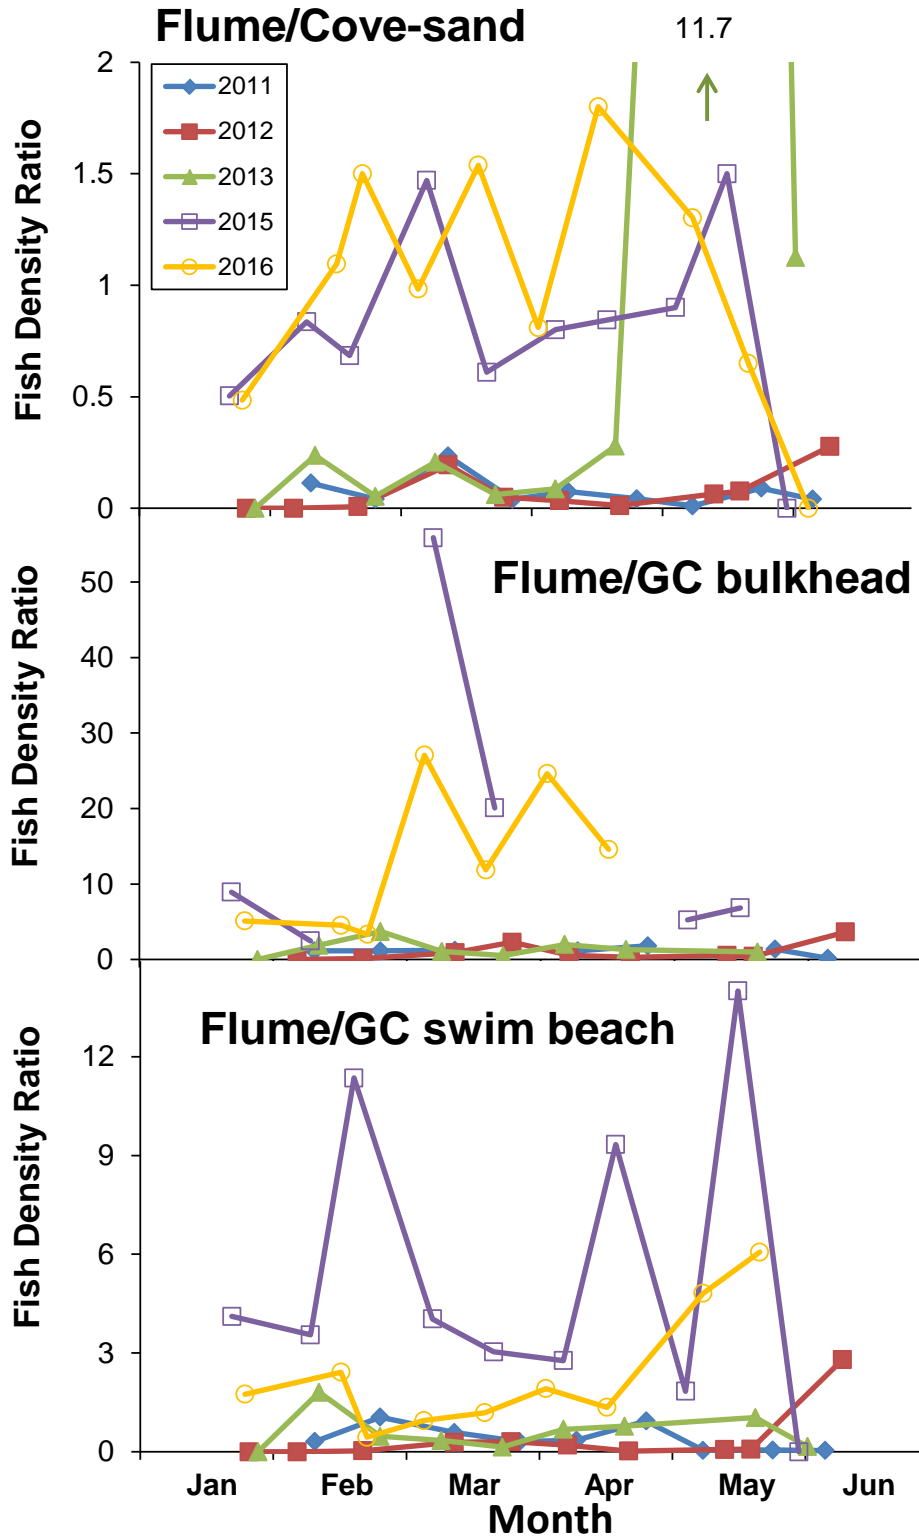 Flume/Cove-sand
11.7
Fish Density Ratio
2
1.5
1
0.5
0
2011
2012
2013
2015
2016
Flume/GC bulkhead
Fish Density Ratio
50
40
30
20
10
0
Flume/GC swim beach
Fish Density Ratio
12
9
6
3
0
Jan Feb Mar Apr May Jun
Month